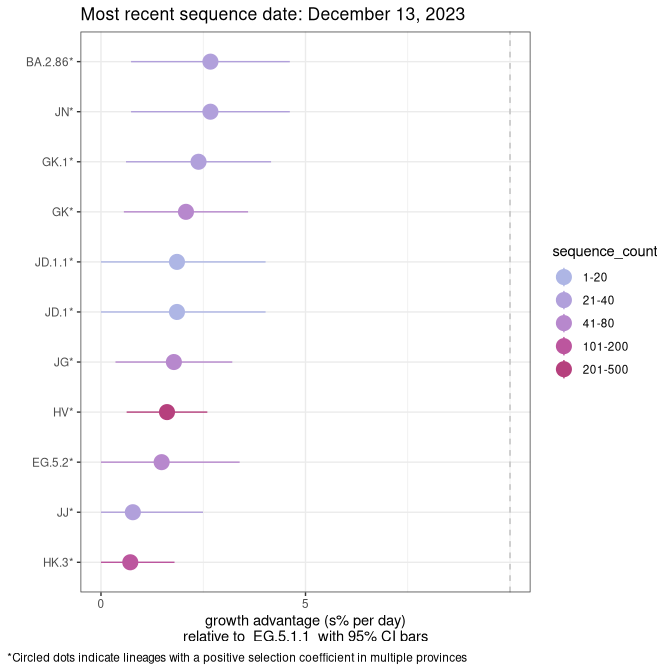 Most recent sequence date: December 13, 2023
BA.2.86*
JN*
GK.1*
GK*
JD.1.1*
JD.1*
JG*
HV*
EG.5.2*
JJ*
HK.3*
0 5
growth advantage (s% per day)
relative to EG.5.1.1 with 95% CI bars
sequence_count
1-20
21-40
41-80
101-200
201-500
*Circled dots indicate lineages with a positive selection coefficient in multiple provinces